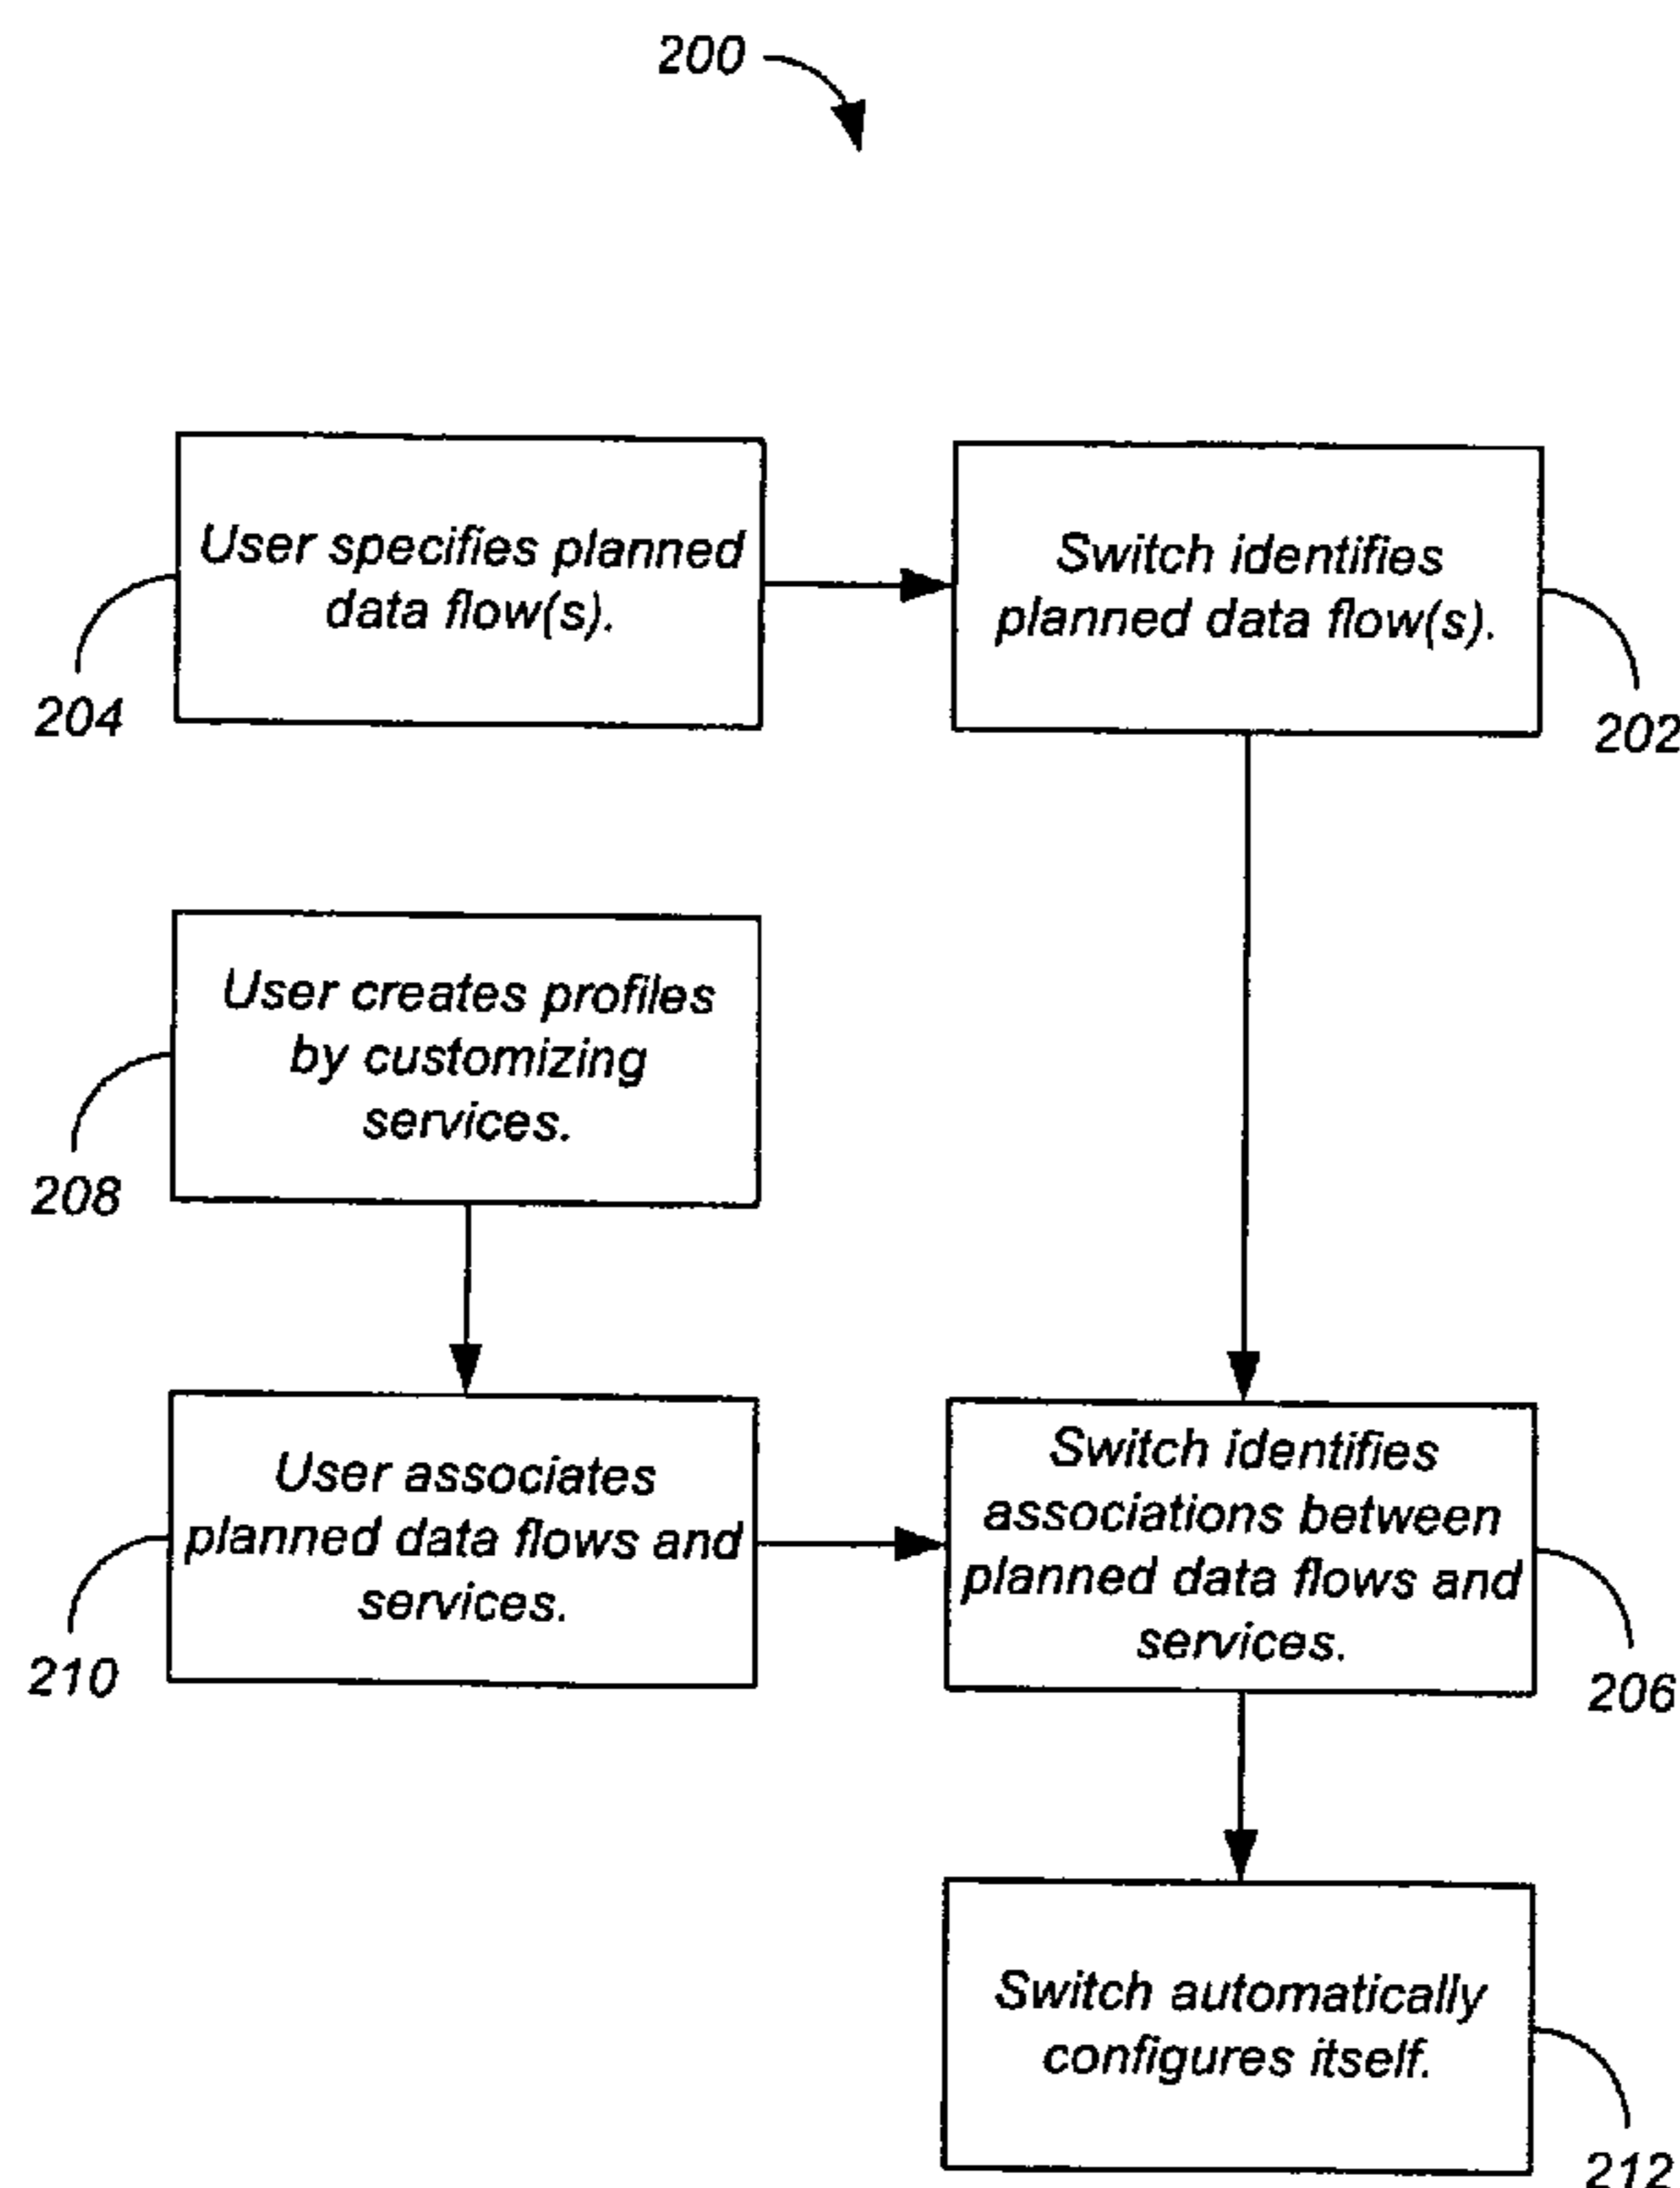 200
User specifies planned
data flow(s).
204
Switch identifies
planned data flow(s).
202
User creates profiles
by customizing
services.
208
User associates
planned data flows and
services.
210
Switch identifies
associations between
planned data flows and
services.
206
Switch automatically
configures itself.
212